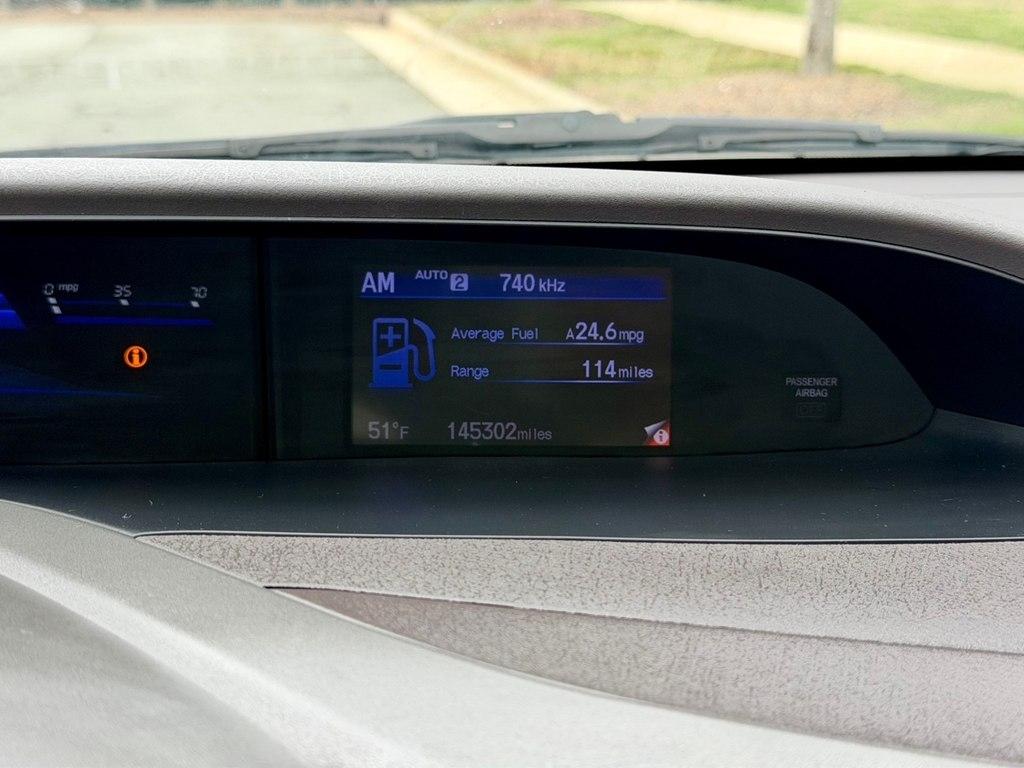 AM AUTO 2 740 kHz
0 mpg 35 70
Average Fuel A24.6mpg
Range 114miles
PASSENGER
AIRBAG
51°F 145302miles